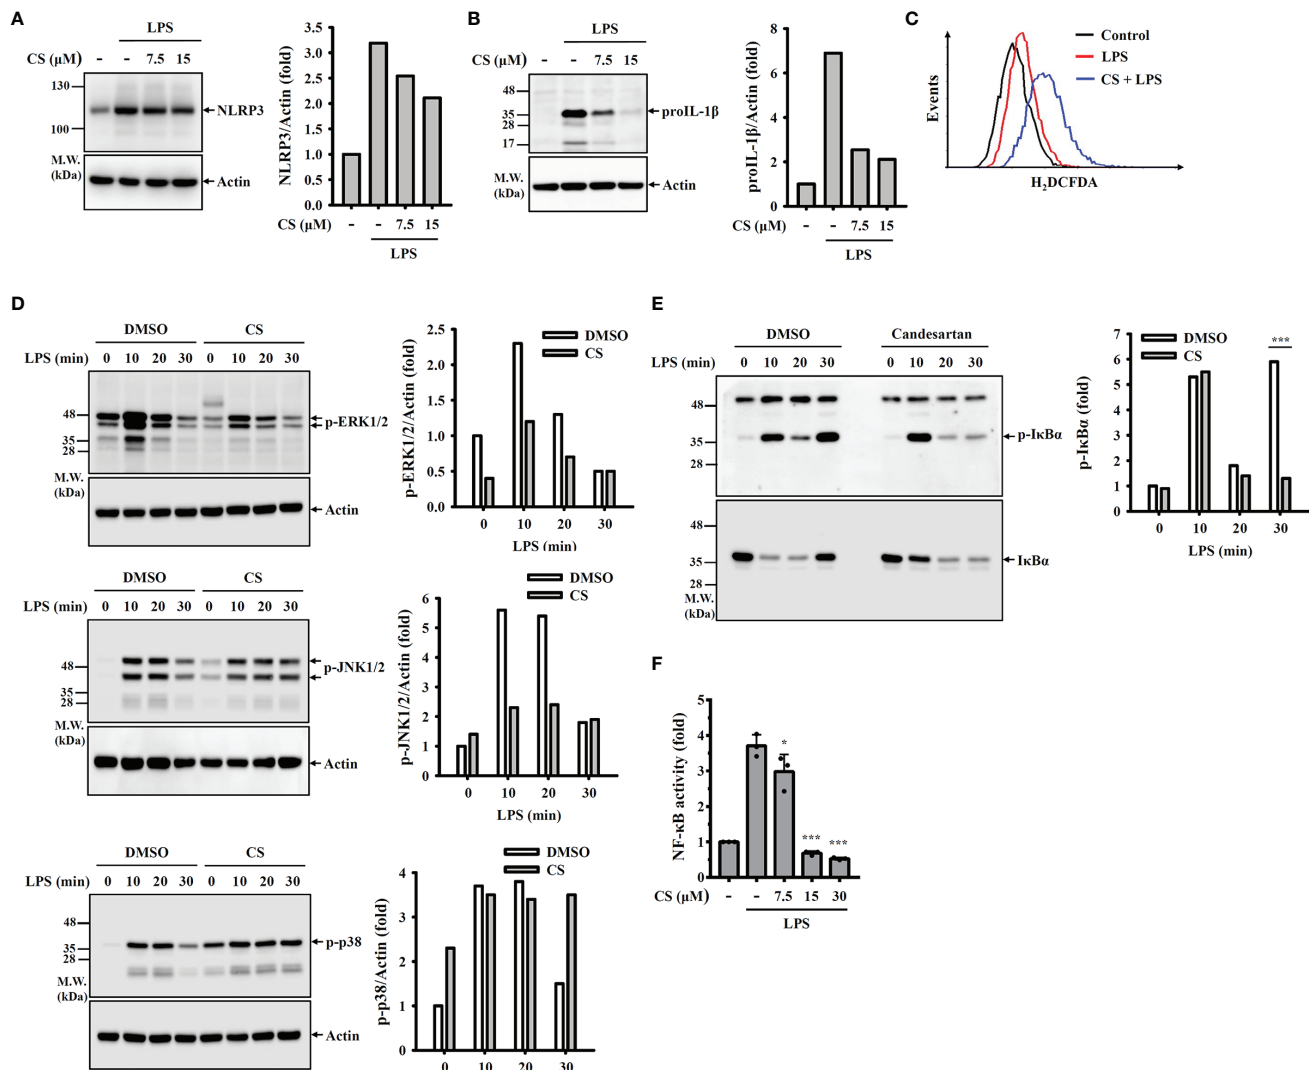 A
LPS
CS (μM) - - 7.5 15
130
100
NLRP3
M.W.
(kDa)
Actin
NLRP3/Actin (fold)
3.5
3.0
2.5
2.0
1.5
1.0
0.5
0.0
CS (μM) - - 7.5 15
LPS
B
LPS
CS (μM) - - 7.5 15
48
35
28
17
proIL-1β
M.W.
(kDa)
Actin
proIL-1β/Actin (fold)
8
6
4
2
0
CS (μM) - - 7.5 15
LPS
C
Control
LPS
CS + LPS
Events
H₂DCFDA
D
DMSO CS
LPS (min) 0 10 20 30 0 10 20 30
48
35
28
p-ERK1/2
M.W.
(kDa)
Actin
p-ERK1/2/Actin (fold)
2.5
2.0
1.5
1.0
0.5
0.0
DMSO
CS
0 10 20 30
LPS (min)
DMSO CS
LPS (min) 0 10 20 30 0 10 20 30
48
35
28
p-JNK1/2
M.W.
(kDa)
Actin
p-JNK1/2/Actin (fold)
6
5
4
2
1
0
DMSO
CS
0 10 20 30
LPS (min)
DMSO CS
LPS (min) 0 10 20 30 0 10 20 30
48
35
28
p-p38
M.W.
(kDa)
Actin
p-p38/Actin (fold)
4
3
2
1
0
DMSO
CS
0 10 20 30
E
DMSO Candesartan
LPS (min) 0 10 20 30 0 10 20 30
48
35
28
p-IκBα
48
35
28
IκBα
M.W.
(kDa)
p-IκBα (fold)
7
6
5
4
3
2
1
0
DMSO
CS
***
0 10 20 30
LPS (min)
F
NF-κB activity (fold)
5
4
3
2
1
0
*
*** ***
CS (μM) - - 7.5 15 30
LPS